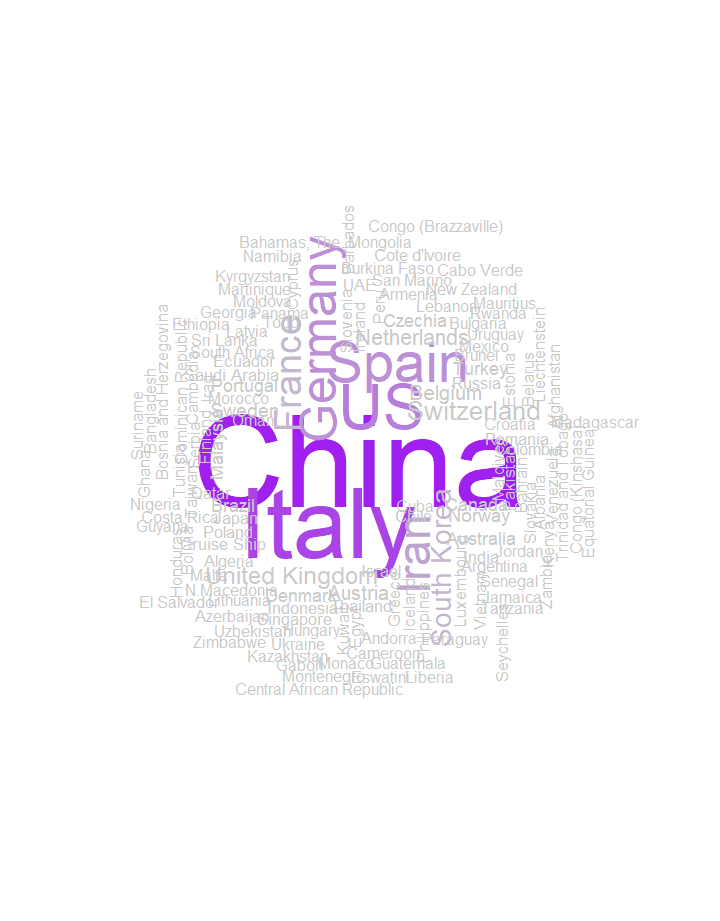 Congo (Brazzaville)
Bahamas, The
Mongolia
Barbados
Namibia
Cote d'Ivoire
Burkina Faso
Cabo Verde
Kyrgyzstan
Cyprus
UAE
San Marino
Martinique
Armenia
New Zealand
Moldova
Peru
Lebanon
Mauritius
Georgia
Panama
Togo
Slovenia
Rwanda
Ethiopia
Latvia
Czechia
Bulgaria
Germany
France
Netherlands
Uruguay
Sri Lanka
Mexico
South Africa
Brunei
Ecuador
Spain
Turkey
Saudi Arabia
Russia
Estonia
Belarus
Liechtenstein
Afghanistan
Bosnia and Herzegovina
Dominican Republic
Cambodia
Serbia
Iraq
Finland
Portugal
Morocco
US
Belgium
Sweden
Oman
Switzerland
Suriname
Bangladesh
Ghana
Tunisia
Taiwan
Malaysia
Croatia
Madagascar
Romania
Colombia
China
Maldives
Pakistan
Bahrain
Albania
Venezuela
Trinidad and Tobago
Congo (Kinshasa)
Equatorial Guinea
Qatar
Nigeria
Brazil
Cuba
Canada
Costa Rica
Japan
Italy
Chile
Norway
Guyana
Poland
Iran
South Korea
Australia
Slovakia
Kenya
Cruise Ship
Jordan
Honduras
Bolivia
Algeria
India
Malta
United Kingdom
Israel
Argentina
Zambia
N.Macedonia
Senegal
El Salvador
Lithuania
Denmark
Austria
Greece
Iceland
Luxembourg
Vietnam
Jamaica
Indonesia
Thailand
Tanzania
Azerbaijan
Singapore
Philippines
Uzbekistan
Hungary
Kuwait
Egypt
Zimbabwe
Ukraine
Andorra
Paraguay
Seychelles
Kazakhstan
Cameroon
Gabon
Monaco
Guatemala
Montenegro
Eswatini
Liberia
Central African Republic